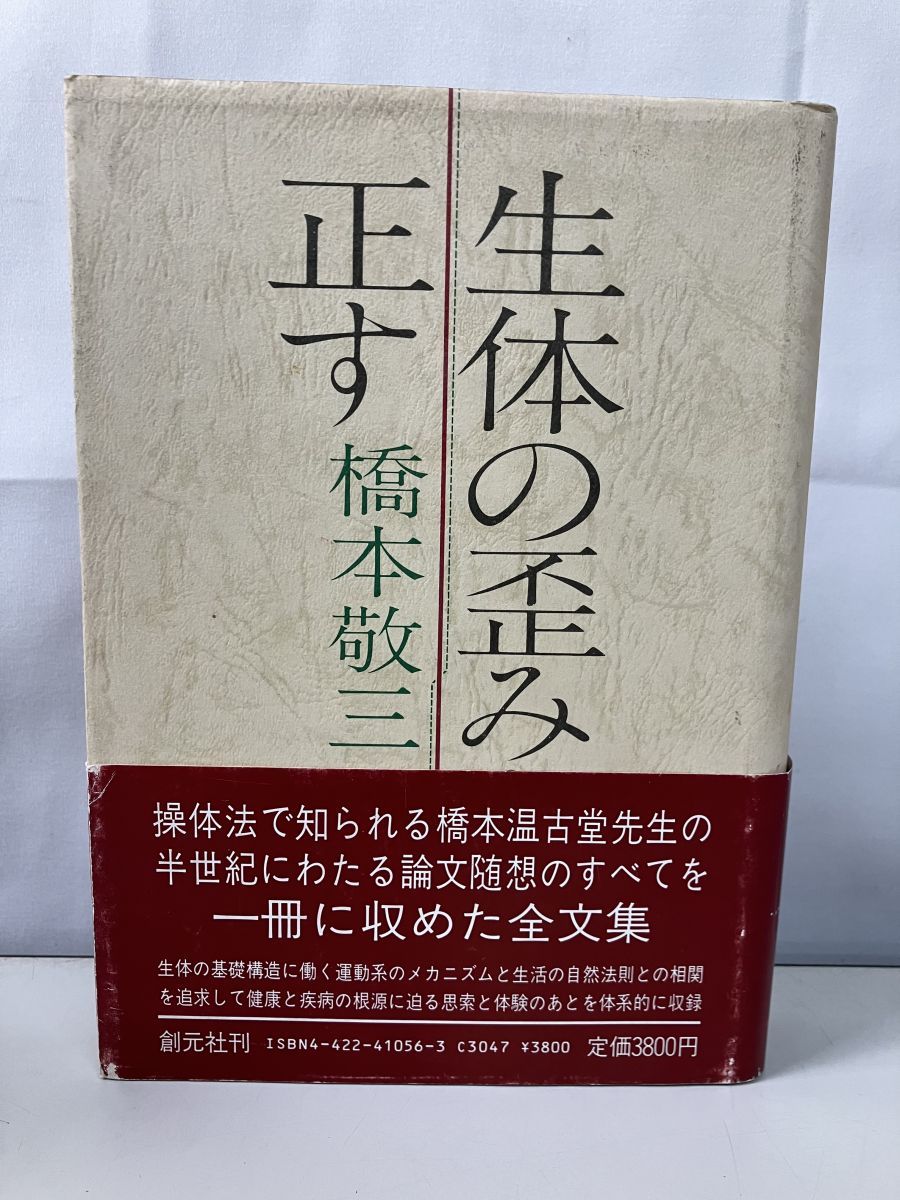 生体の歪み
正す
橋本敬三
操体法で知られる橋本温古堂先生の
半世紀にわたる論文随想のすべてを
一冊に収めた全文集
生体の基礎構造に働く運動系のメカニズムと生活の自然法則との相関
を追求して健康と疾病の根源に迫る思索と体験のあとを体系的に収録
創元社刊 ISBN4-422-41056-3 C3047 ¥3800 定価3800円